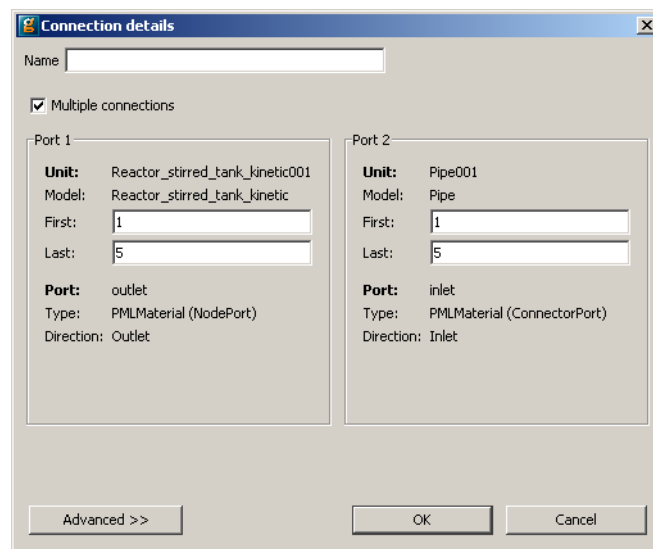 Connection details
Name
Multiple connections
Port 1
Unit: Reactor_stirred_tank_kinetic001
Model: Reactor_stirred_tank_kinetic
First: 1
Last: 5
Port: outlet
Type: PMLMaterial (NodePort)
Direction: Outlet
Port 2
Unit: Pipe001
Model: Pipe
First: 1
Last: 5
Port: inlet
Type: PMLMaterial (ConnectorPort)
Direction: Inlet
Advanced >>
OK
Cancel